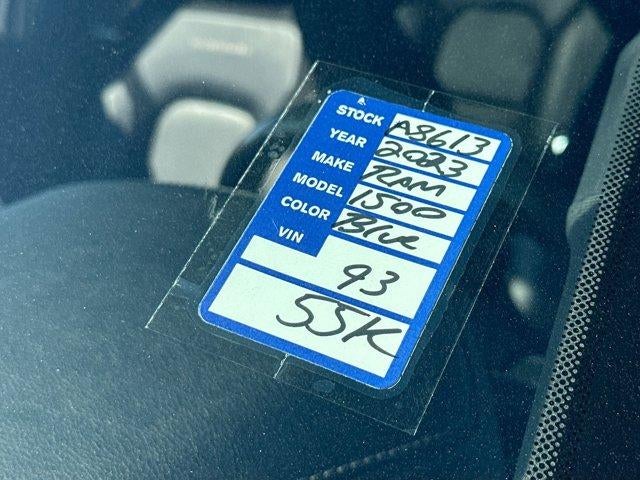 STOCK A8613
YEAR 2023
MAKE RAM
MODEL 1500
COLOR Blue
VIN
93
55K